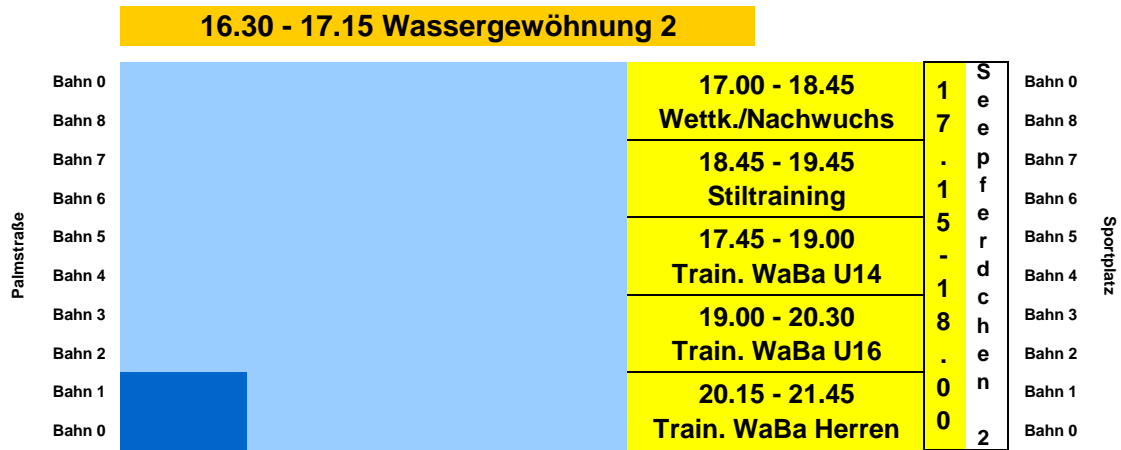 16.30 - 17.15 Wassergewöhnung 2
Palmstraße
Bahn 0
Bahn 8
Bahn 7
Bahn 6
Bahn 5
Bahn 4
Bahn 3
Bahn 2
Bahn 1
Bahn 0
17.00 - 18.45
Wettk./Nachwuchs
18.45 - 19.45
Stiltraining
17.45 - 19.00
Train. WaBa U14
19.00 - 20.30
Train. WaBa U16
20.15 - 21.45
Train. WaBa Herren
17.15-18.00
Seepferdchen 2
Bahn 0
Bahn 8
Bahn 7
Bahn 6
Bahn 5
Bahn 4
Bahn 3
Bahn 2
Bahn 1
Bahn 0
Sportplatz